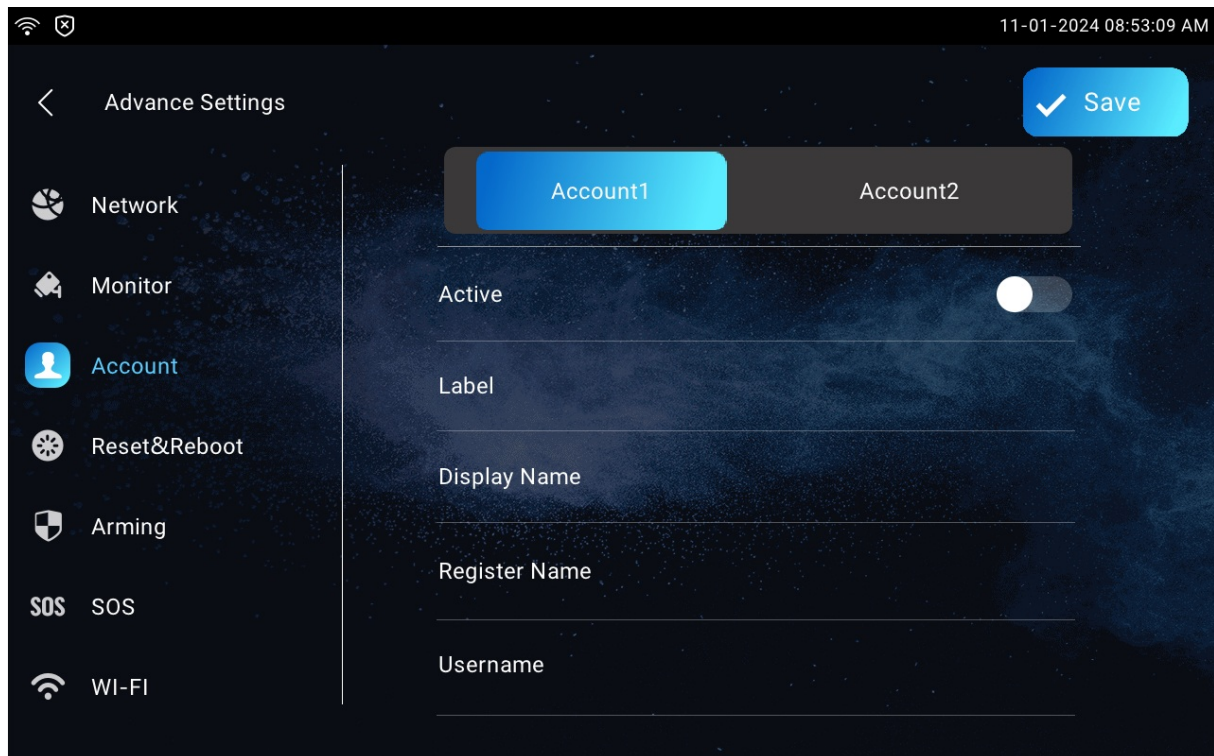 11-01-2024 08:53:09 AM
Advance Settings
Save
Network
Monitor
Account
Reset&Reboot
Arming
SOS SOS
WI-FI
Account1 Account2
Active
Label
Display Name
Register Name
Username